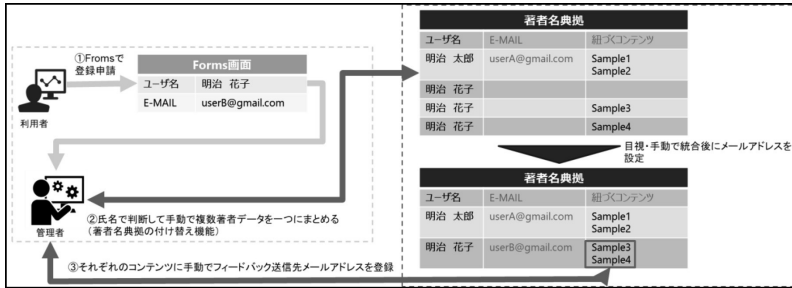 ①Fromsで
登録申請
利用者
Forms画面
ユーザ名 明治 花子
E-MAIL userB@gmail.com
管理者
②氏名で判断して手動で複数著者データを一つにまとめる
（著者名典拠の付け替え機能）
③それぞれのコンテンツに手動でフィードバック送信先メールアドレスを登録
著者名典拠
ユーザ名 E-MAIL 紐づくコンテンツ
明治 太郎 userA@gmail.com Sample1
Sample2
明治 花子
明治 花子 Sample3
明治 花子 Sample4
目視・手動で統合後にメールアドレスを
設定
著者名典拠
ユーザ名 E-MAIL 紐づくコンテンツ
明治 太郎 userA@gmail.com Sample1
Sample2
明治 花子 userB@gmail.com Sample3
Sample4